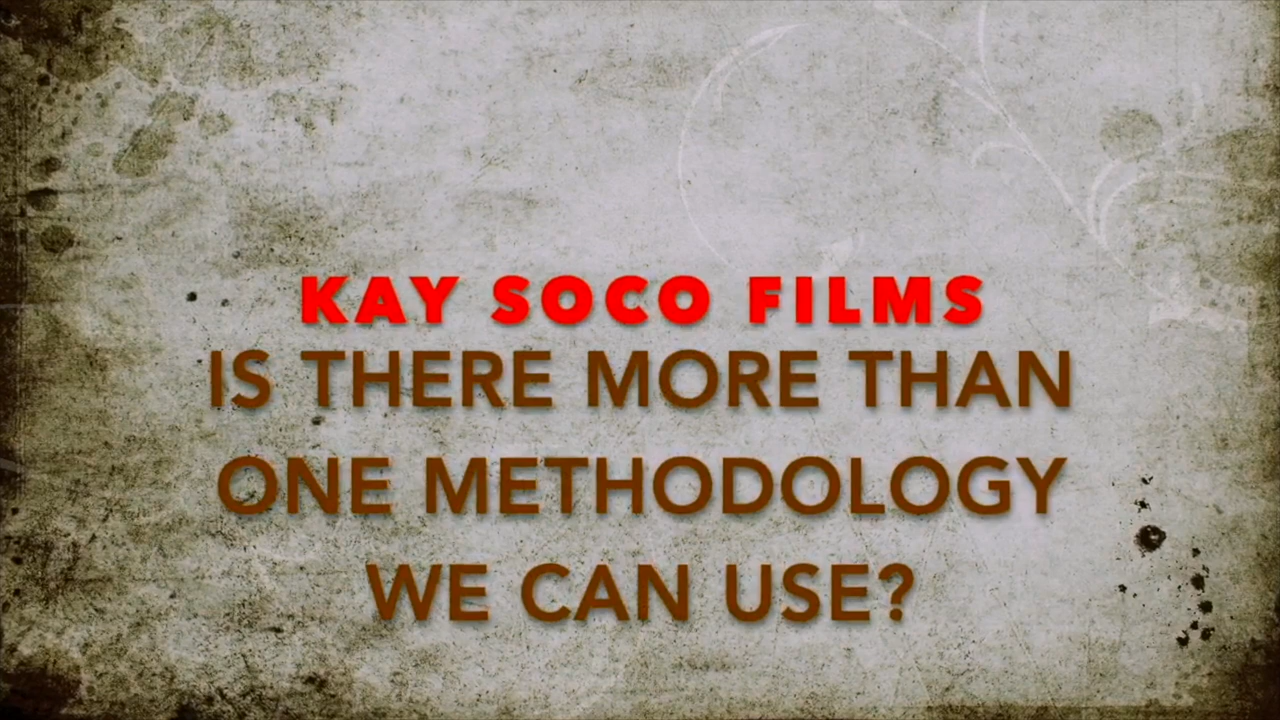 KAY SOCO FILMS
IS THERE MORE THAN
ONE METHODOLOGY
WE CAN USE?